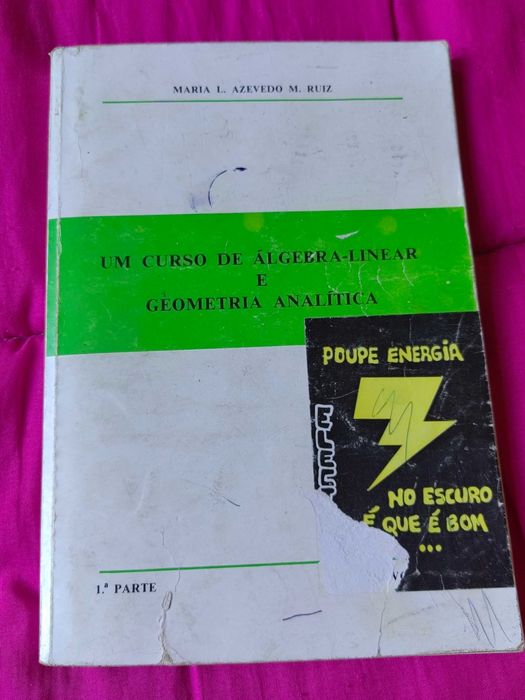 MARIA L. AZEVEDO M. RUIZ
UM CURSO DE ÁLGEBRA-LINEAR
E
GEOMETRIA ANALÍTICA
POUPE ENERGIA
NO ESCURO
É QUE É BOM
...
1.ª PARTE